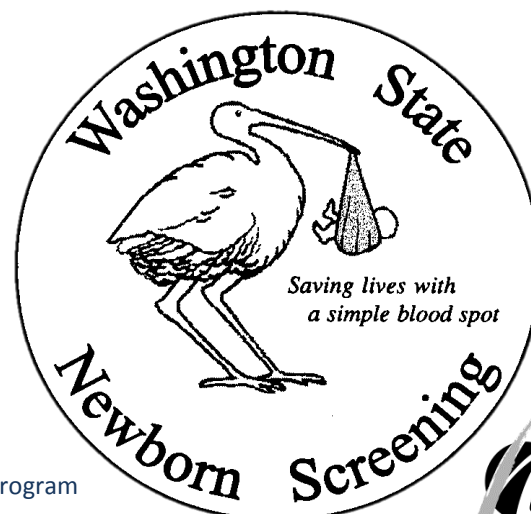 Washington State
Saving lives with
a simple blood spot
Newborn Screening
rogram